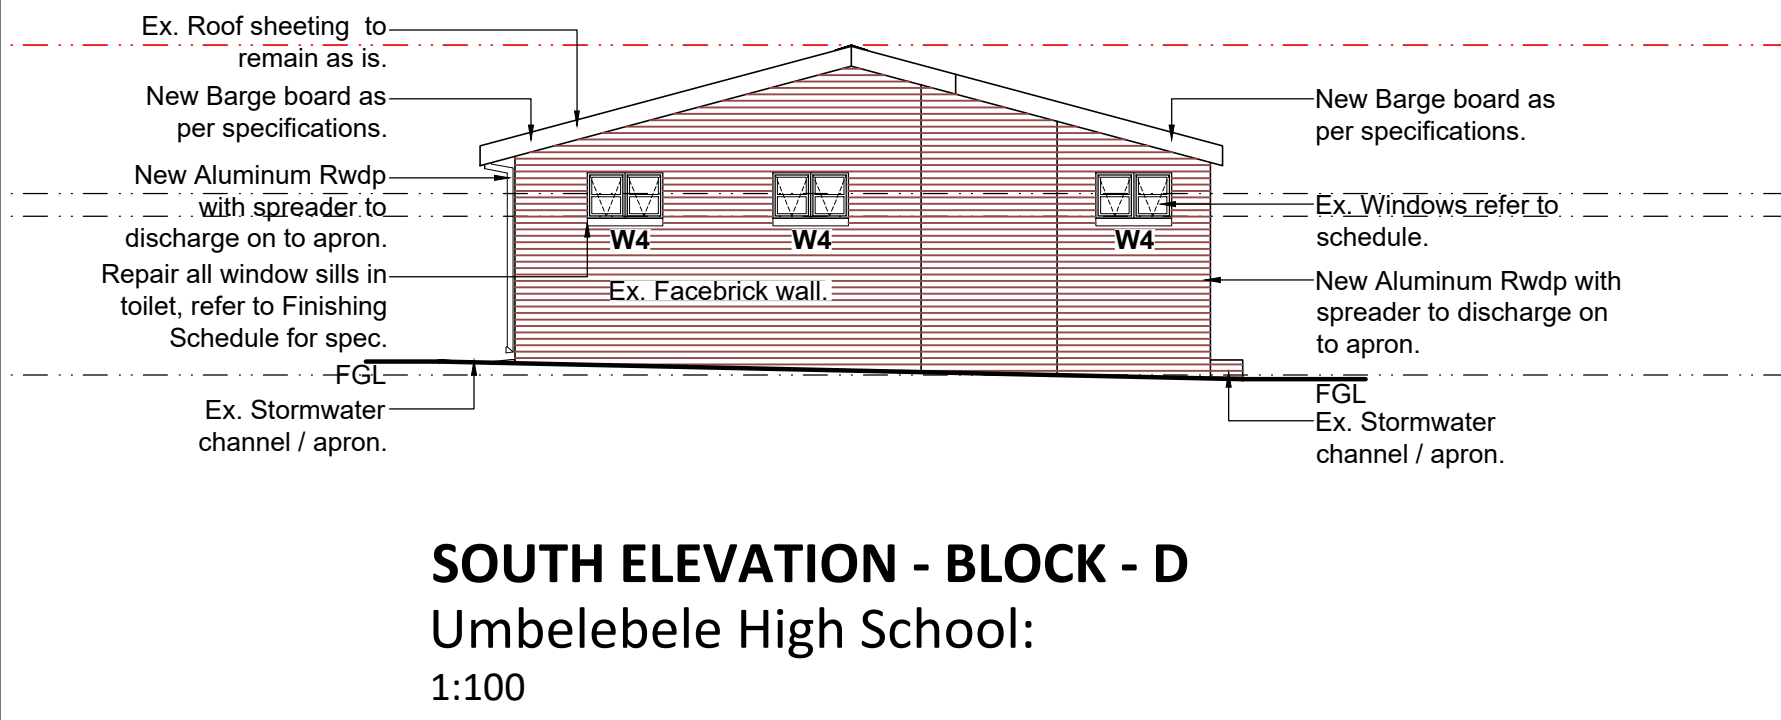 Ex. Roof sheeting to
remain as is.
New Barge board as
per specifications.
New Aluminum Rwdp
with spreader to
discharge on to apron.
Repair all window sills in
toilet, refer to Finishing
Schedule for spec.
FGL
Ex. Stormwater
channel / apron.
W4
W4
W4
Ex. Facebrick wall.
New Barge board as
per specifications.
Ex. Windows refer to
schedule.
New Aluminum Rwdp with
spreader to discharge on
to apron.
FGL
Ex. Stormwater
channel / apron.
SOUTH ELEVATION - BLOCK - D
Umbelebele High School:
1:100